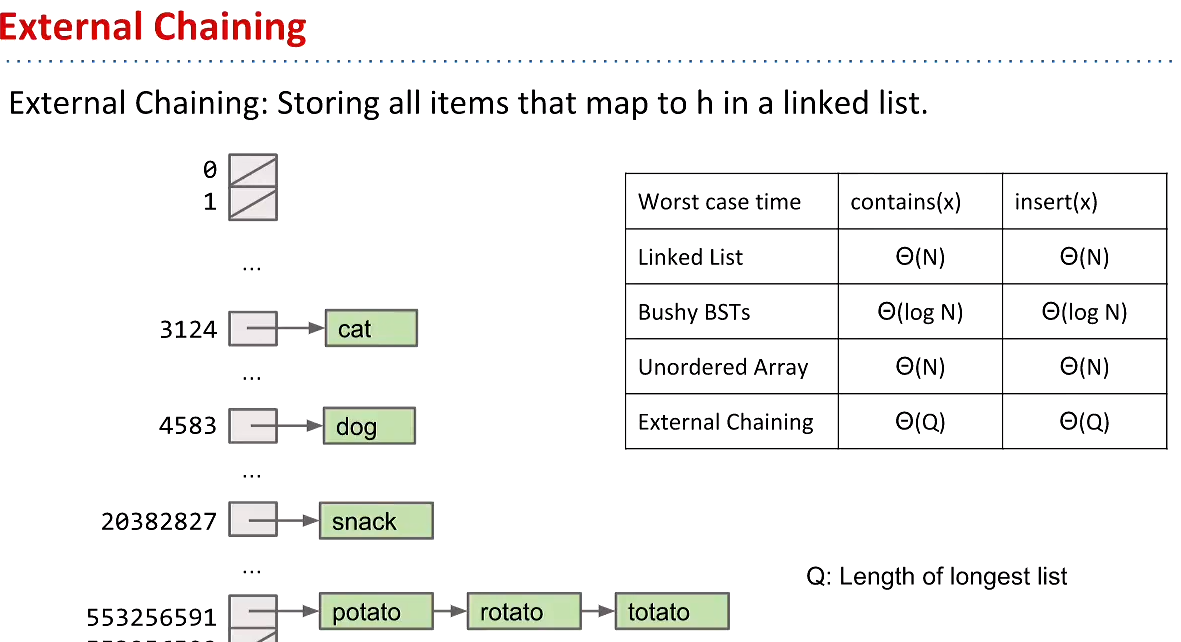 External Chaining
External Chaining: Storing all items that map to h in a linked list.
0
1
...
3124 cat
...
4583 dog
...
20382827 snack
...
553256591 potato rotato totato
Worst case time contains(x) insert(x)
Linked List Θ(N) Θ(N)
Bushy BSTs Θ(log N) Θ(log N)
Unordered Array Θ(N) Θ(N)
External Chaining Θ(Q) Θ(Q)
Q: Length of longest list